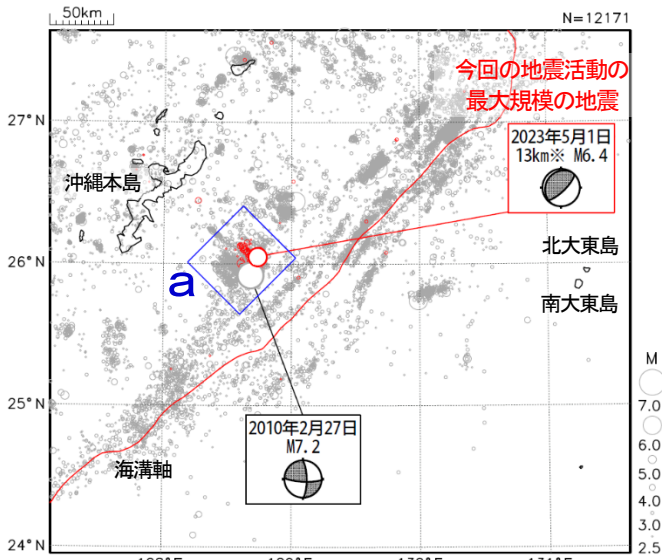 50km
N=12171
今回の地震活動の
最大規模の地震
27°N
2023年5月1日
13km※ M6.4
沖縄本島
北大東島
26°N
a
南大東島
M
7.0
25°N
2010年2月27日
M7.2
6.0
海溝軸
5.0
4.0
3.0
24°N
2.5